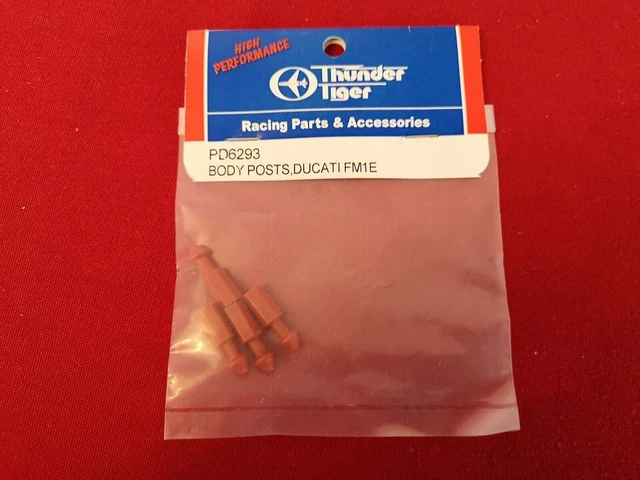 HIGH
PERFORMANCE
Thunder
Tiger
Racing Parts & Accessories
PD6293
BODY POSTS,DUCATI FM1E